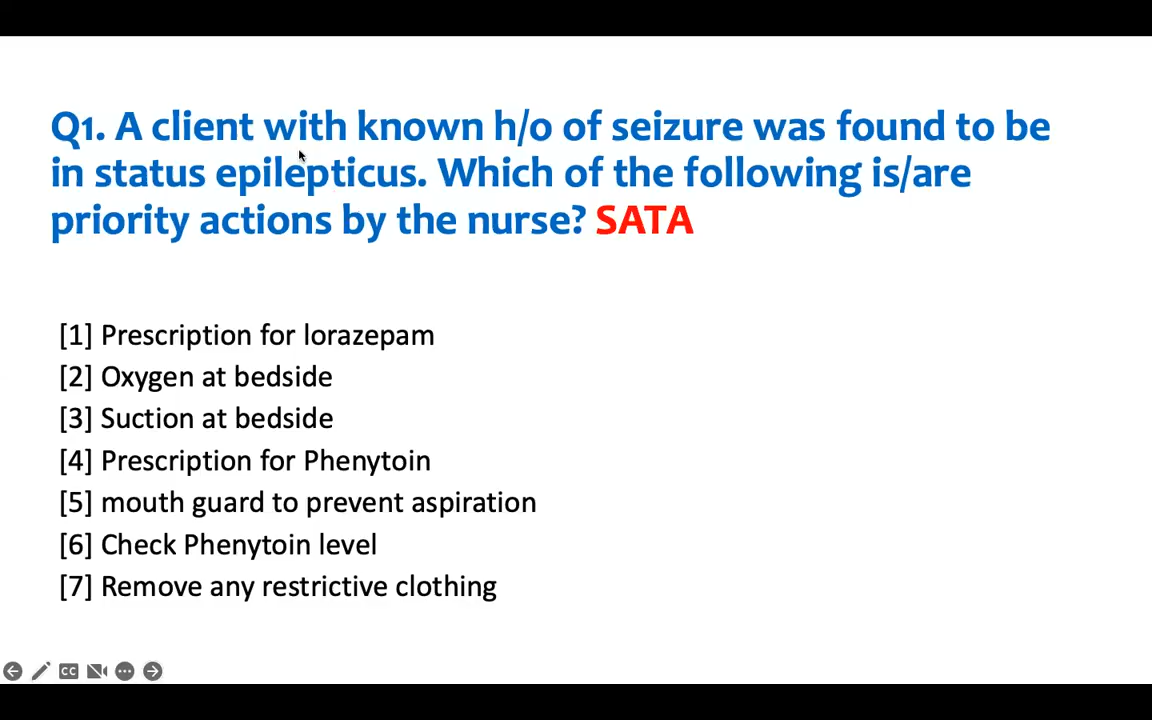 Q1. A client with known h/o of seizure was found to be
in status epilepticus. Which of the following is/are
priority actions by the nurse? SATA
[1] Prescription for lorazepam
[2] Oxygen at bedside
[3] Suction at bedside
[4] Prescription for Phenytoin
[5] mouth guard to prevent aspiration
[6] Check Phenytoin level
[7] Remove any restrictive clothing
CC